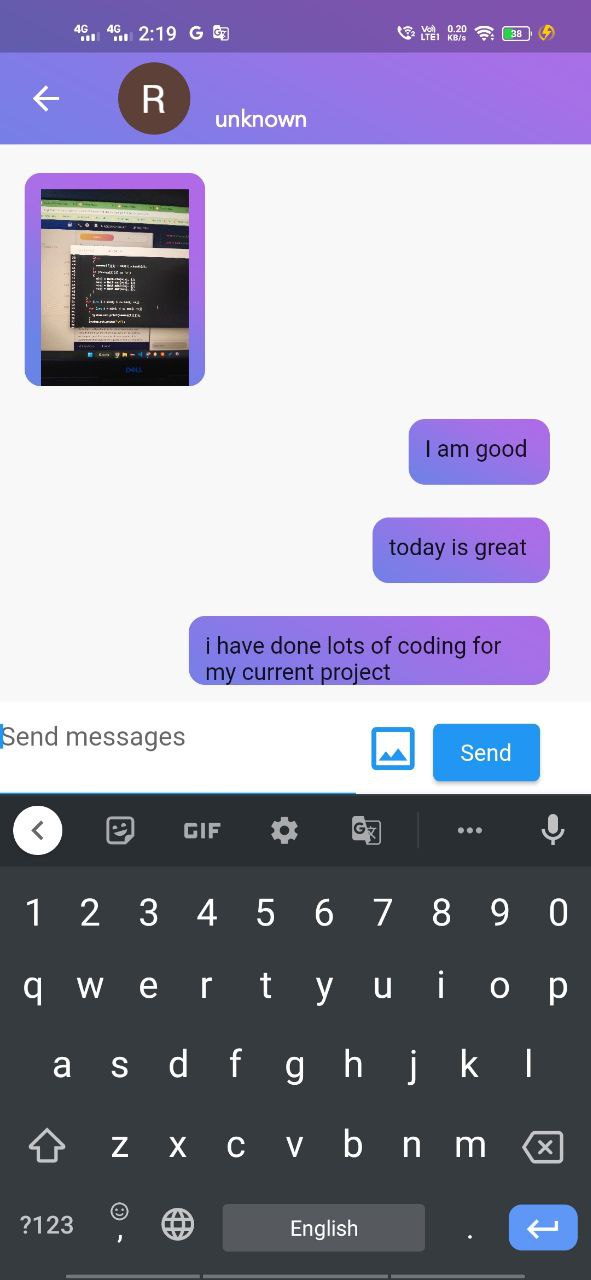 4G 4G 2:19 G Vo)) LTE1 0.20 KB/s 38
R
unknown
DELL
I am good
today is great
i have done lots of coding for
my current project
Send messages
Send
GIF
1 2 3 4 5 6 7 8 9 0
q w e r t y u i o p
a s d f g h j k l
z x c v b n m
?123 , English .